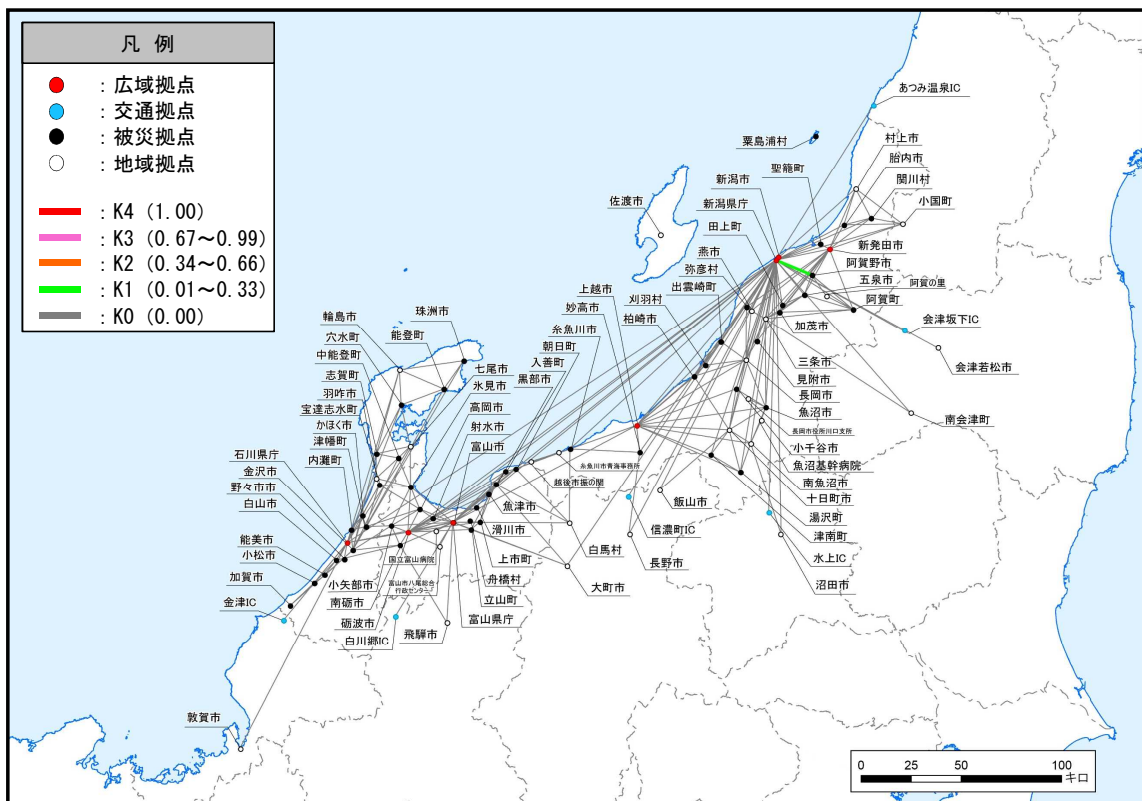 凡 例
：広域拠点
：交通拠点
：被災拠点
：地域拠点
：K4（1.00）
：K3（0.67～0.99）
：K2（0.34～0.66）
：K1（0.01～0.33）
：K0（0.00）
あつみ温泉IC
粟島浦村
村上市
胎内市
聖籠町
関川村
新潟市
小国町
佐渡市
新潟県庁
田上町
新発田市
阿賀野市
燕市
五泉市
阿賀の里
弥彦村
阿賀町
上越市
刈羽村
出雲崎町
妙高市
柏崎市
糸魚川市
加茂市
会津坂下IC
珠洲市
輪島市
能登町
朝日町
三条市
会津若松市
穴水町
入善町
見附市
中能登町
七尾市
黒部市
長岡市
志賀町
氷見市
魚沼市
南会津町
羽咋市
高岡市
長岡市役所川口支所
宝達志水町
射水市
小千谷市
かほく市
富山市
魚沼基幹病院
津幡町
糸魚川市青海事務所
南魚沼市
石川県庁
内灘町
越後市振の関
十日町市
金沢市
魚津市
飯山市
湯沢町
野々市市
滑川市
信濃町IC
津南町
白山市
白馬村
水上IC
能美市
国立富山病院
上市町
長野市
小松市
小矢部市
富山市八尾総合
行政センター
舟橋村
大町市
沼田市
加賀市
南砺市
立山町
金津IC
砺波市
富山県庁
白川郷IC
飛騨市
敦賀市
0 25 50 100
キロ